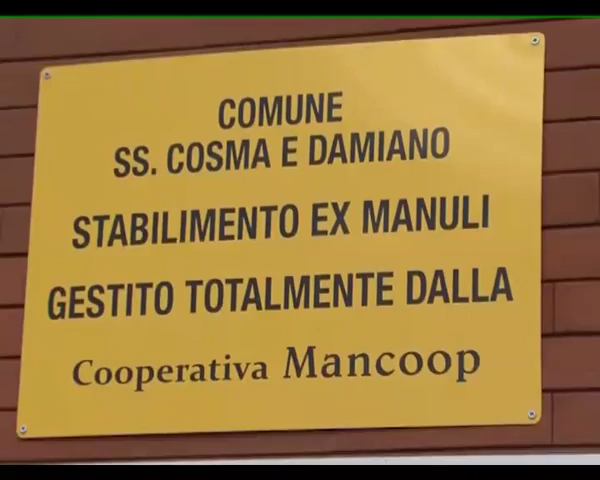 COMUNE
SS. COSMA E DAMIANO
STABILIMENTO EX MANULI
GESTITO TOTALMENTE DALLA
Cooperativa Mancoop